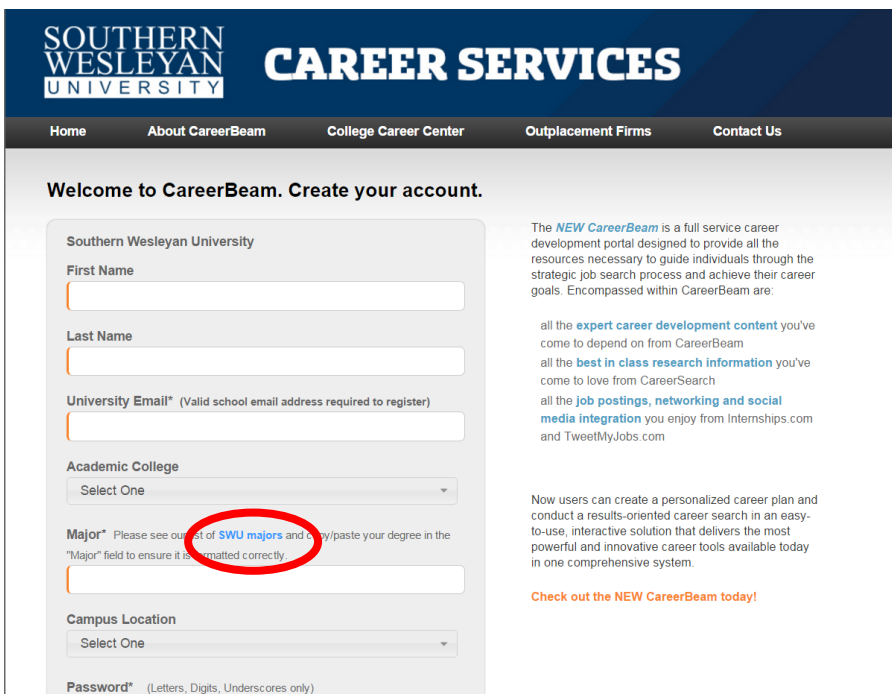 SOUTHERN
WESLEYAN
UNIVERSITY
CAREER SERVICES
Home About CareerBeam College Career Center Outplacement Firms Contact Us
Welcome to CareerBeam. Create your account.
Southern Wesleyan University
First Name
Last Name
University Email* (Valid school email address required to register)
Academic College
Select One
Major* Please see our of SWU majors and /paste your degree in the
"Major" field to ensure it is formatted correctly.
Campus Location
Select One
Password* (Letters, Digits, Underscores only)
The NEW CareerBeam is a full service career
development portal designed to provide all the
resources necessary to guide individuals through the
strategic job search process and achieve their career
goals. Encompassed within CareerBeam are:
all the expert career development content you've
come to depend on from CareerBeam
all the best in class research information you've
come to love from CareerSearch
all the job postings, networking and social
media integration you enjoy from Internships.com
and TweetMyJobs.com
Now users can create a personalized career plan and
conduct a results-oriented career search in an easy-
to-use, interactive solution that delivers the most
powerful and innovative career tools available today
in one comprehensive system.
Check out the NEW CareerBeam today!